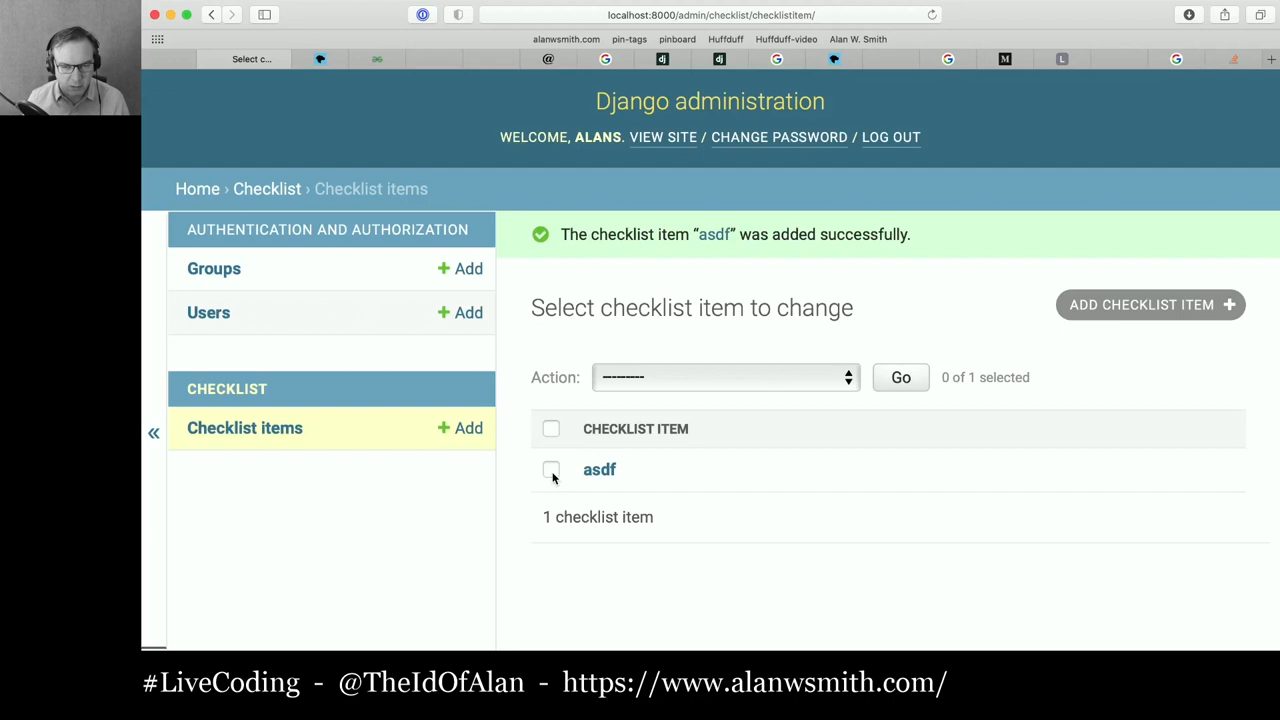 localhost:8000/admin/checklist/checklistitem/
alanwsmith.com pin-tags pinboard Huffduff Huffduff-video Alan W. Smith
Select c... @ G dj dj G G M L G
Django administration
WELCOME, ALANS. VIEW SITE / CHANGE PASSWORD / LOG OUT
Home › Checklist › Checklist items
AUTHENTICATION AND AUTHORIZATION
Groups + Add
Users + Add
CHECKLIST
Checklist items + Add
«
The checklist item “asdf” was added successfully.
Select checklist item to change
ADD CHECKLIST ITEM +
Action: --------- Go 0 of 1 selected
CHECKLIST ITEM
asdf
1 checklist item
#LiveCoding - @TheIdOfAlan - https://www.alanwsmith.com/